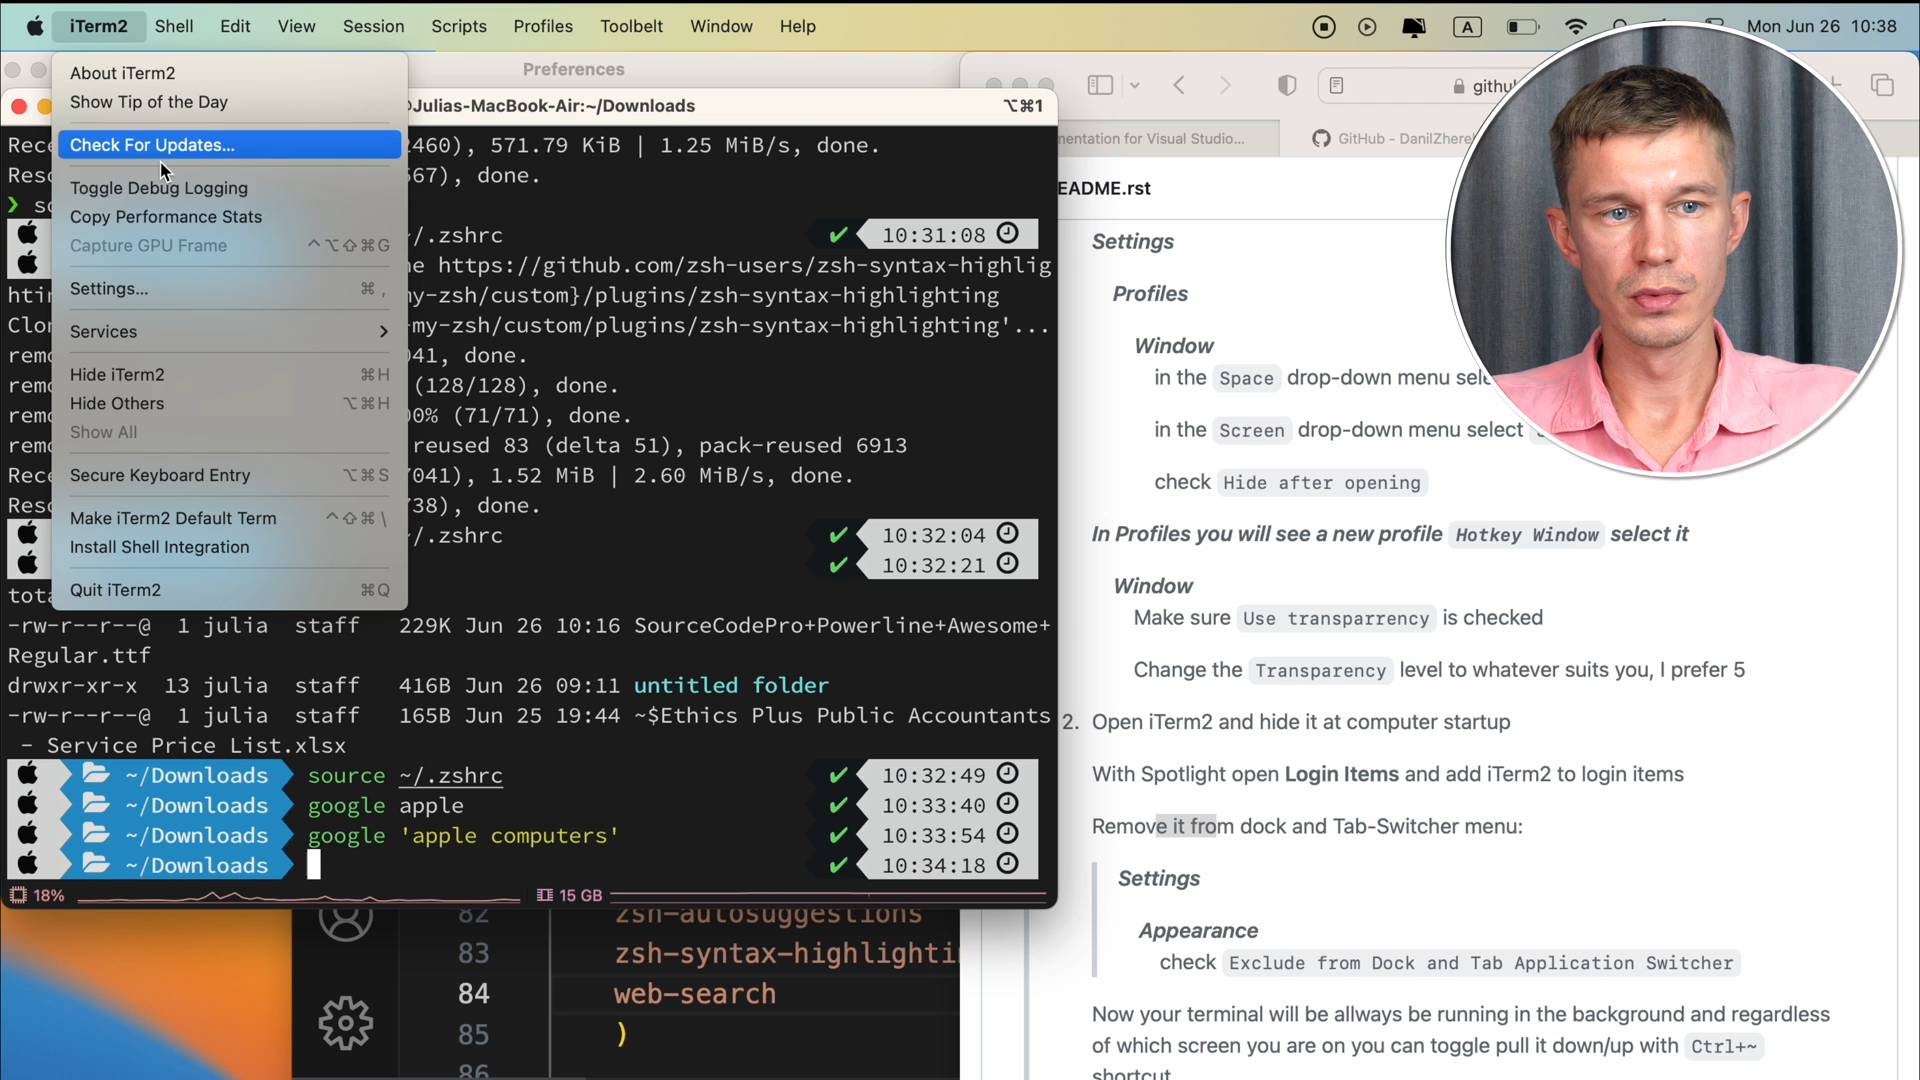 iTerm2 Shell Edit View Session Scripts Profiles Toolbelt Window Help
A
Mon Jun 26 10:38
About iTerm2
Show Tip of the Day
Check For Updates...
Toggle Debug Logging
Copy Performance Stats
Capture GPU Frame ^⌥⇧⌘G
Settings... ⌘,
Services
Hide iTerm2 ⌘H
Hide Others ⌥⌘H
Show All
Secure Keyboard Entry ⌥⌘S
Make iTerm2 Default Term ^⇧⌘\
Install Shell Integration
Quit iTerm2 ⌘Q
Preferences
Julias-MacBook-Air:~/Downloads ⌥⌘1
2460), 571.79 KiB | 1.25 MiB/s, done.
567), done.
~/.zshrc ✔ 10:31:08
https://github.com/zsh-users/zsh-syntax-highlig
my-zsh/custom}/plugins/zsh-syntax-highlighting
my-zsh/custom/plugins/zsh-syntax-highlighting'...
041, done.
(128/128), done.
(71/71), done.
reused 83 (delta 51), pack-reused 6913
1.52 MiB | 2.60 MiB/s, done.
done.
~/.zshrc ✔ 10:32:04
✔ 10:32:21
-rw-r--r--@ 1 julia staff 229K Jun 26 10:16 SourceCodePro+Powerline+Awesome+
Regular.ttf
drwxr-xr-x 13 julia staff 416B Jun 26 09:11 untitled folder
-rw-r--r--@ 1 julia staff 165B Jun 25 19:44 ~$Ethics Plus Public Accountants
- Service Price List.xlsx
~/Downloads source ~/.zshrc ✔ 10:32:49
~/Downloads google apple ✔ 10:33:40
~/Downloads google 'apple computers' ✔ 10:33:54
~/Downloads ✔ 10:34:18
18% 15 GB
82 zsh-autosuggestions
83 zsh-syntax-highlighti
84 web-search
85 )
86
github
mentation for Visual Studio...
GitHub - DanilZhere
EADME.rst
Settings
Profiles
Window
in the Space drop-down menu sele
in the Screen drop-down menu select
check Hide after opening
In Profiles you will see a new profile Hotkey Window select it
Window
Make sure Use transparrency is checked
Change the Transparency level to whatever suits you, I prefer 5
2. Open iTerm2 and hide it at computer startup
With Spotlight open Login Items and add iTerm2 to login items
Remove it from dock and Tab-Switcher menu:
Settings
Appearance
check Exclude from Dock and Tab Application Switcher
Now your terminal will be allways be running in the background and regardless
of which screen you are on you can toggle pull it down/up with Ctrl+~
shortcut